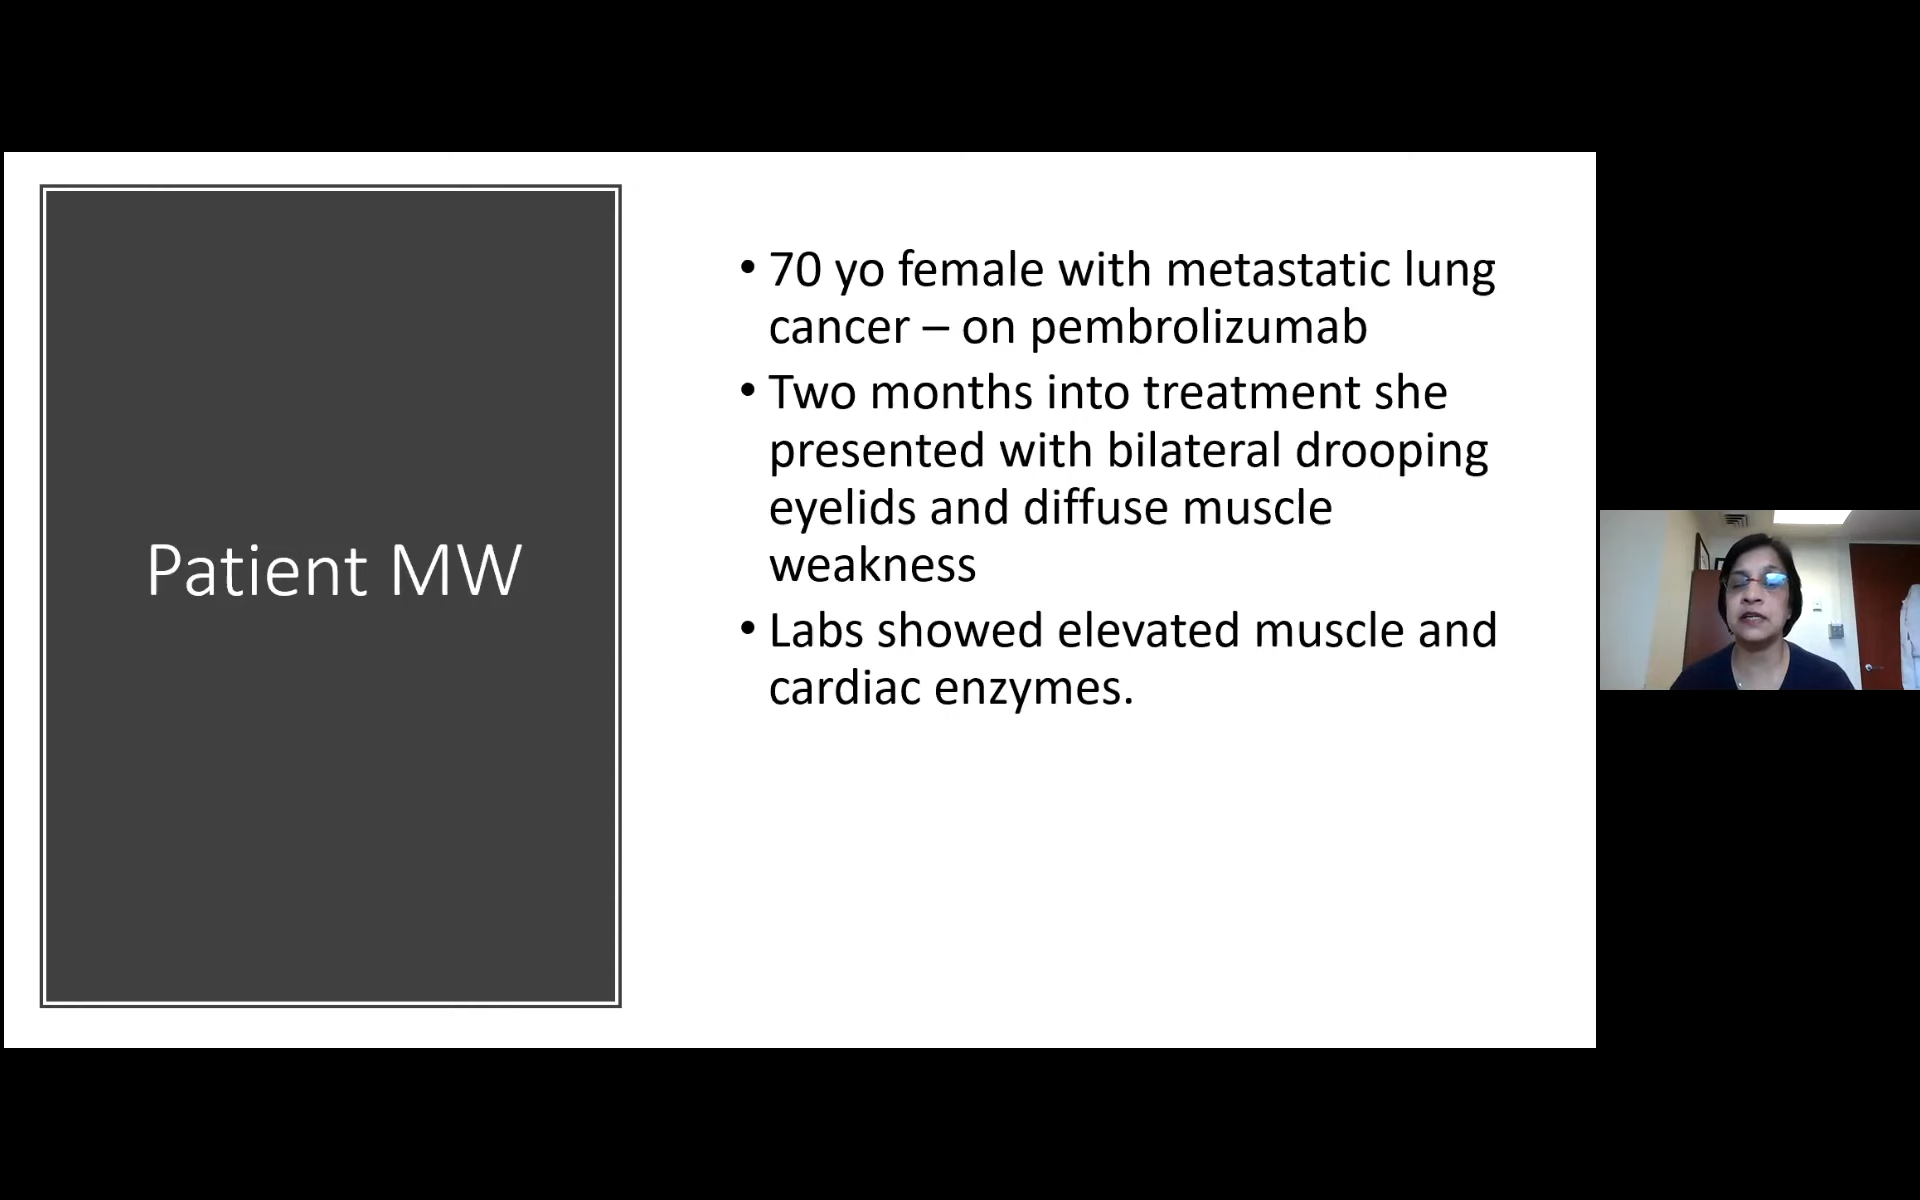 Patient MW
• 70 yo female with metastatic lung
cancer – on pembrolizumab
• Two months into treatment she
presented with bilateral drooping
eyelids and diffuse muscle
weakness
• Labs showed elevated muscle and
cardiac enzymes.